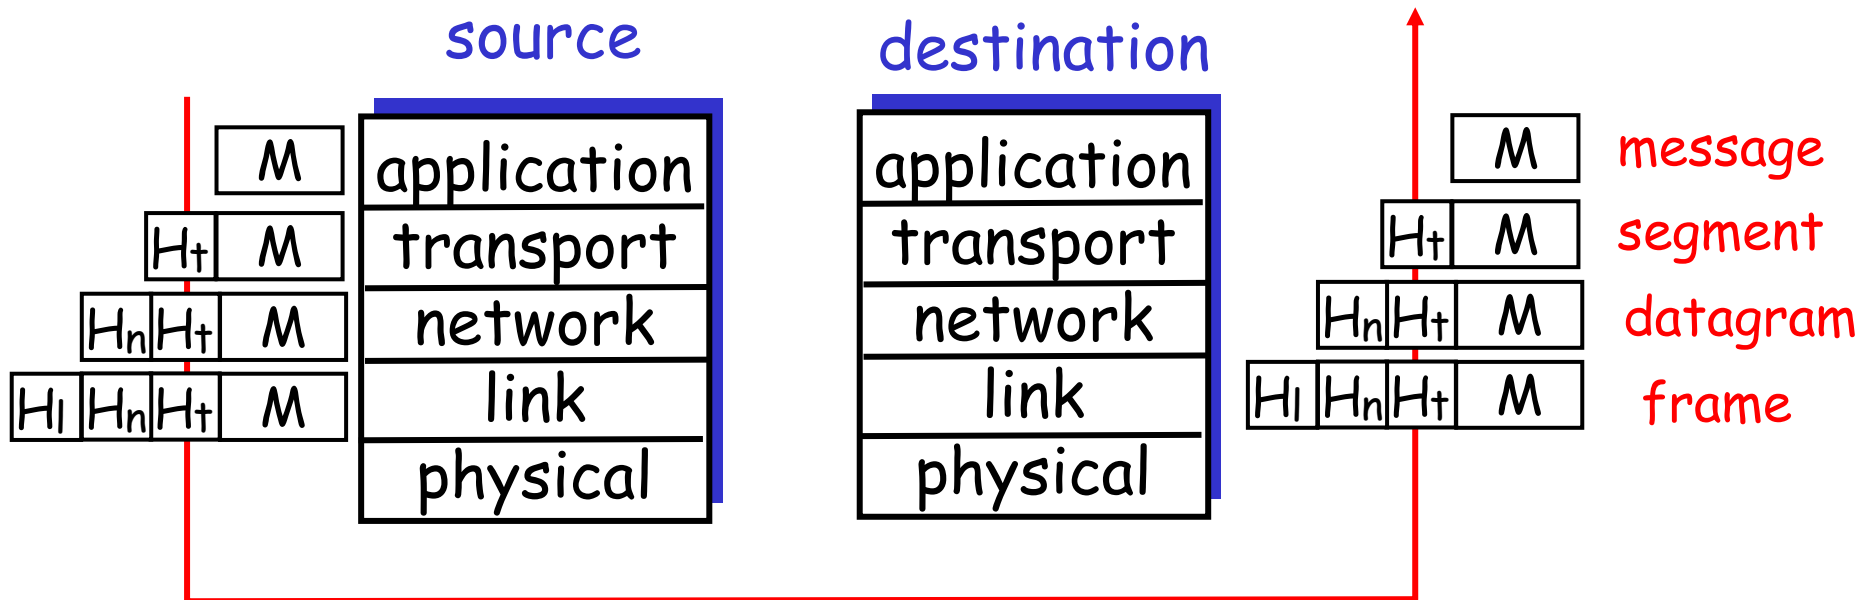 source destination
M application application M message
Ht M transport transport Ht M segment
Hn Ht M network network Hn Ht M datagram
Hl Hn Ht M link link Hl Hn Ht M frame
physical physical